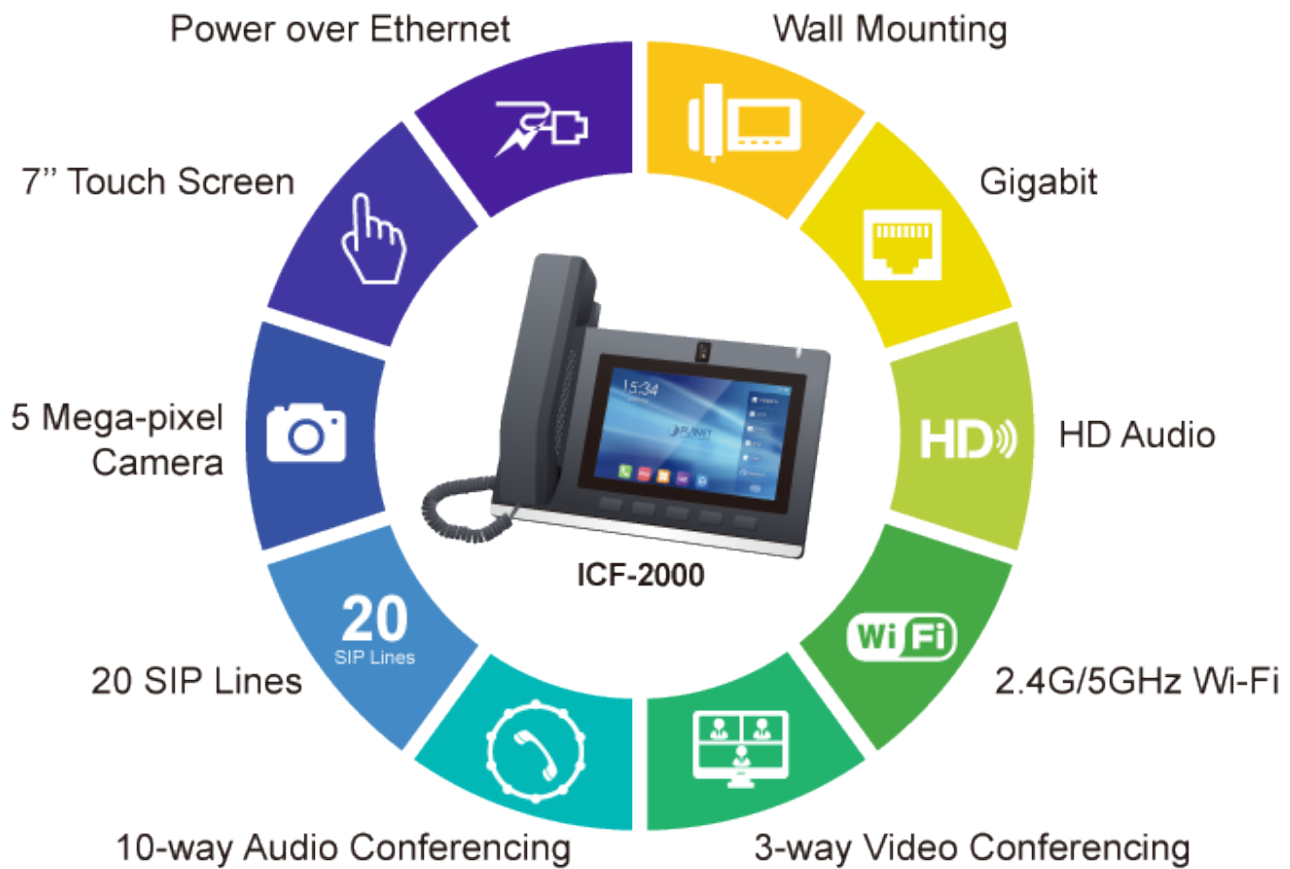 Power over Ethernet
Wall Mounting
7’’ Touch Screen
Gigabit
15:34
PLANET
5 Mega-pixel
Camera
HD
HD Audio
ICF-2000
20
SIP Lines
Wi Fi
20 SIP Lines
2.4G/5GHz Wi-Fi
10-way Audio Conferencing
3-way Video Conferencing